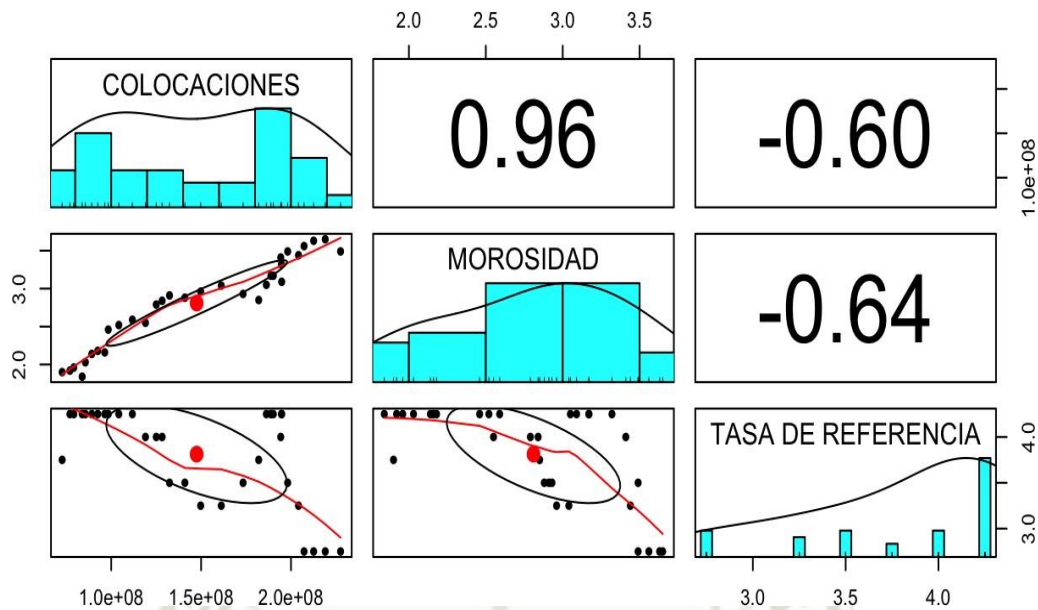 2.0 2.5 3.0 3.5
COLOCACIONES
0.96
-0.60
1.0e+08
2.0 3.0
MOROSIDAD
-0.64
TASA DE REFERENCIA
3.0 4.0
1.0e+08 1.5e+08 2.0e+08
3.0 3.5 4.0